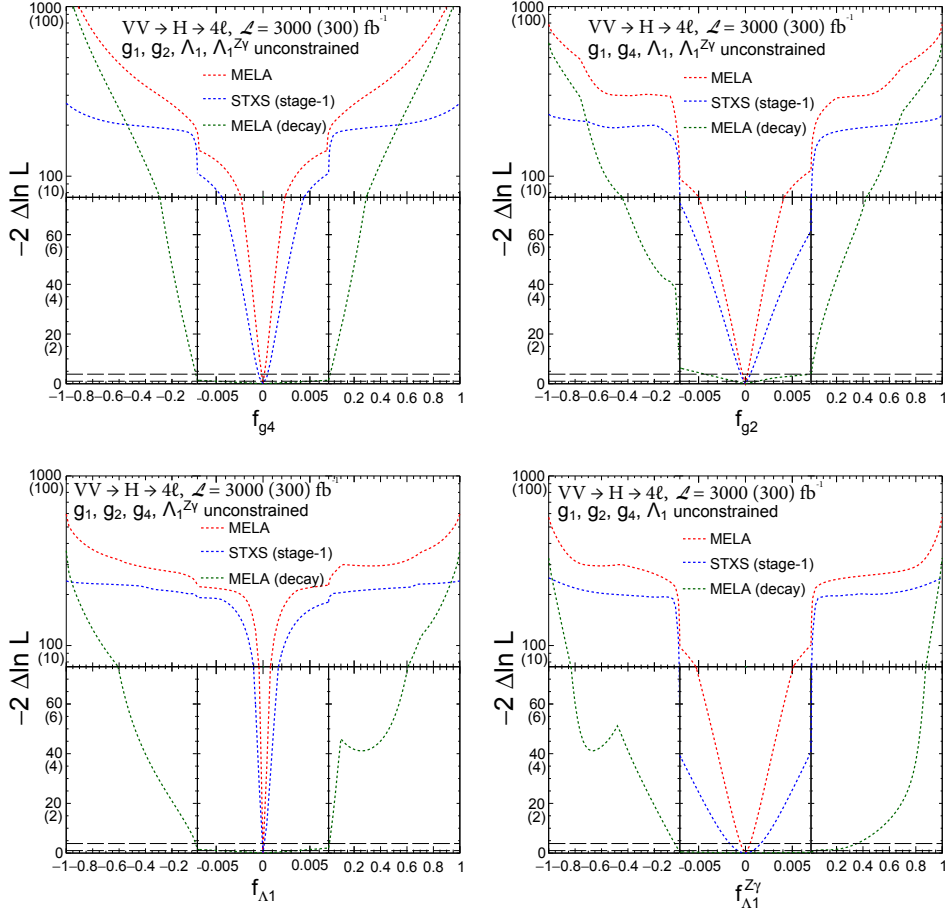 1000
(100)
VV → H → 4ℓ, ℒ = 3000 (300) fb⁻¹
g₁, g₂, Λ₁, Λ₁^Zγ unconstrained
MELA
STXS (stage-1)
MELA (decay)
100
(10)
−2 Δln L
60
(6)
40
(4)
20
(2)
0
−1 −0.8 −0.6 −0.4 −0.2 −0.005 0 0.005 0.2 0.4 0.6 0.8 1
f_g4
1000
(100)
VV → H → 4ℓ, ℒ = 3000 (300) fb⁻¹
g₁, g₄, Λ₁, Λ₁^Zγ unconstrained
MELA
STXS (stage-1)
MELA (decay)
100
(10)
−2 Δln L
60
(6)
40
(4)
20
(2)
0
−1 −0.8 −0.6 −0.4 −0.2 −0.005 0 0.005 0.2 0.4 0.6 0.8 1
f_g2
1000
(100)
VV → H → 4ℓ, ℒ = 3000 (300) fb⁻¹
g₁, g₂, g₄, Λ₁^Zγ unconstrained
MELA
STXS (stage-1)
MELA (decay)
100
(10)
−2 Δln L
60
(6)
40
(4)
20
(2)
0
−1 −0.8 −0.6 −0.4 −0.2 −0.005 0 0.005 0.2 0.4 0.6 0.8 1
f_Λ1
1000
(100)
VV → H → 4ℓ, ℒ = 3000 (300) fb⁻¹
g₁, g₂, g₄, Λ₁ unconstrained
MELA
STXS (stage-1)
MELA (decay)
100
(10)
−2 Δln L
60
(6)
40
(4)
20
(2)
0
−1 −0.8 −0.6 −0.4 −0.2 −0.005 0 0.005 0.2 0.4 0.6 0.8 1
f_Λ1^Zγ